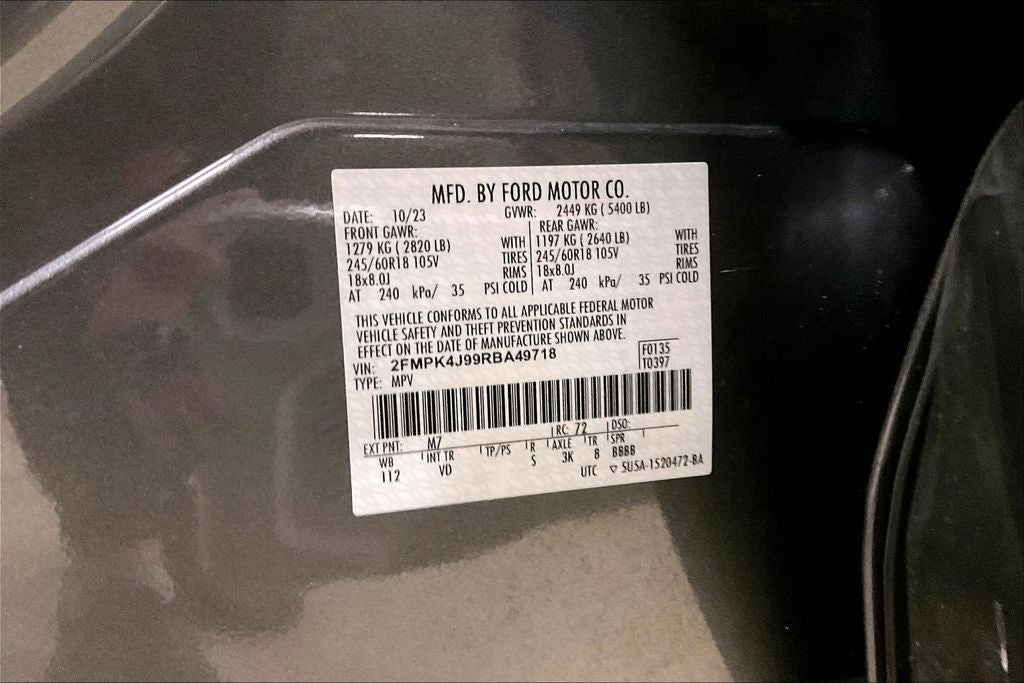 MFD. BY FORD MOTOR CO.
DATE: 10/23 GVWR: 2449 KG ( 5400 LB)
FRONT GAWR: REAR GAWR:
1279 KG ( 2820 LB) WITH 1197 KG ( 2640 LB) WITH
245/60R18 105V TIRES 245/60R18 105V TIRES
18x8.0J RIMS 18x8.0J RIMS
AT 240 kPa/ 35 PSI COLD AT 240 kPa/ 35 PSI COLD
THIS VEHICLE CONFORMS TO ALL APPLICABLE FEDERAL MOTOR
VEHICLE SAFETY AND THEFT PREVENTION STANDARDS IN
EFFECT ON THE DATE OF MANUFACTURE SHOWN ABOVE.
VIN: 2FMPK4J99RBA49718 F0135
TYPE: MPV T0397
EXT PNT: M7 RC: 72 DSO:
WB INT TR TP/PS R AXLE TR SPR
112 VD S 3K 8 BBBB
UTC ▽ 5USA-1520472-BA